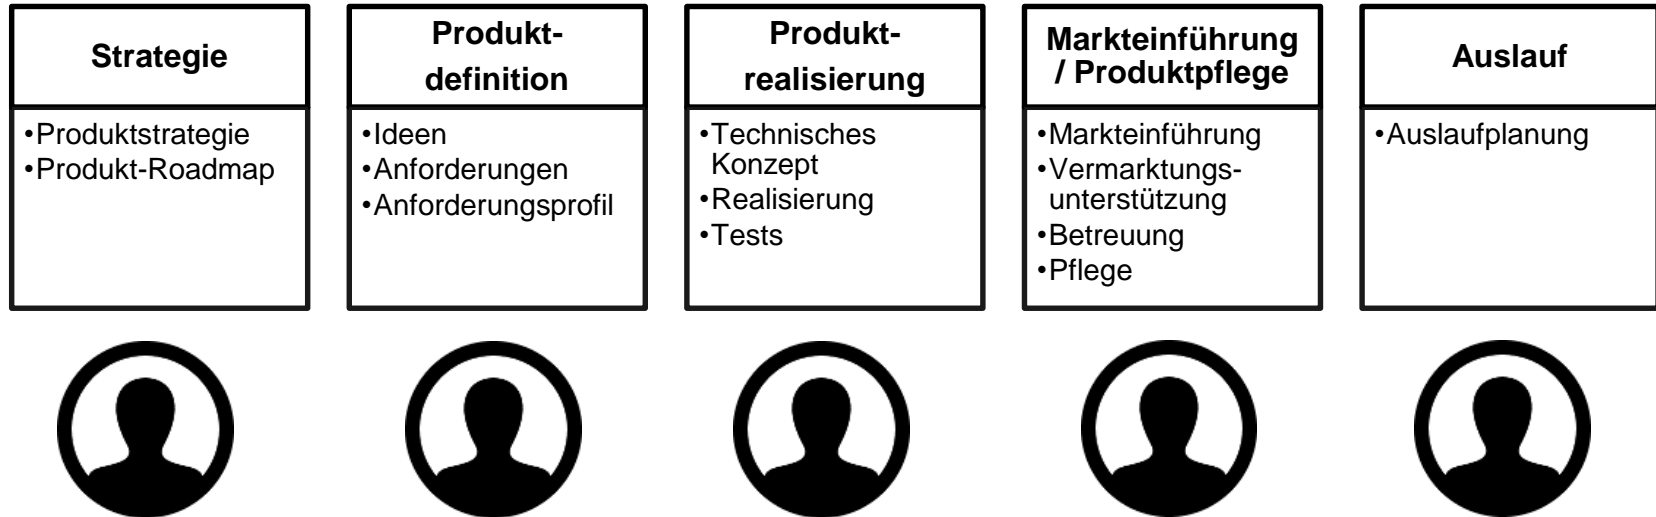 Strategie
•Produktstrategie
•Produkt-Roadmap
Produkt-
definition
•Ideen
•Anforderungen
•Anforderungsprofil
Produkt-
realisierung
•Technisches
Konzept
•Realisierung
•Tests
Markteinführung
/ Produktpflege
•Markteinführung
•Vermarktungs-
unterstützung
•Betreuung
•Pflege
Auslauf
•Auslaufplanung